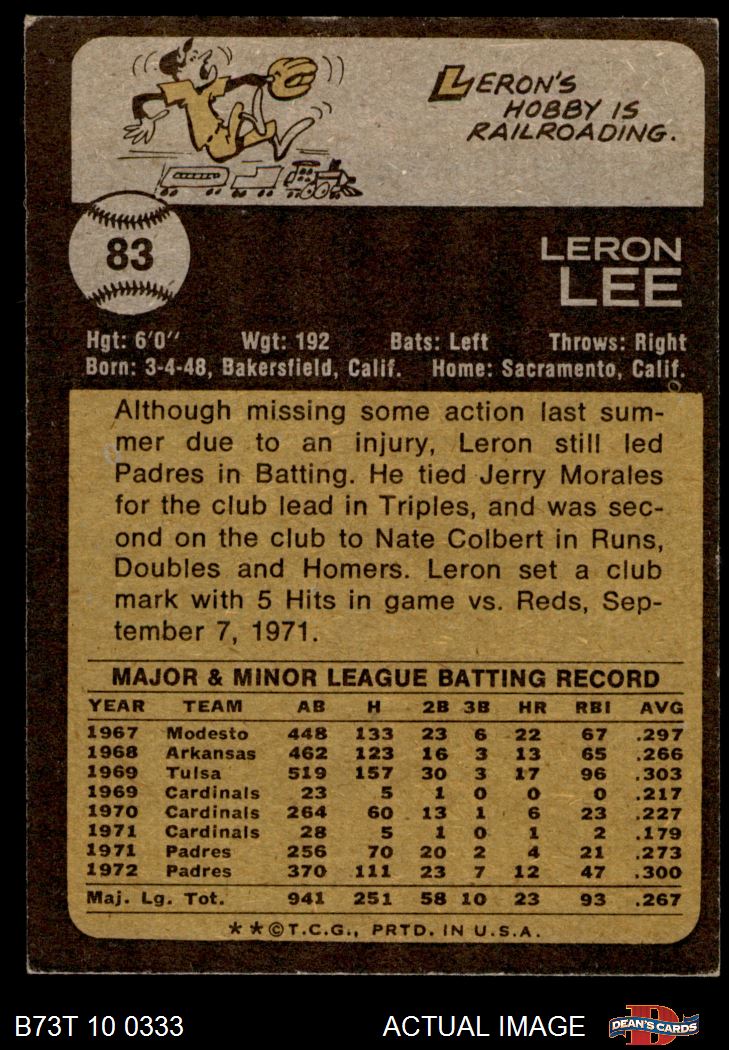 LERON'S
HOBBY IS
RAILROADING.
83
LERON
LEE
Hgt: 6'0" Wgt: 192 Bats: Left Throws: Right
Born: 3-4-48, Bakersfield, Calif. Home: Sacramento, Calif.
Although missing some action last sum-
mer due to an injury, Leron still led
Padres in Batting. He tied Jerry Morales
for the club lead in Triples, and was sec-
ond on the club to Nate Colbert in Runs,
Doubles and Homers. Leron set a club
mark with 5 Hits in game vs. Reds, Sep-
tember 7, 1971.
MAJOR & MINOR LEAGUE BATTING RECORD
YEAR TEAM AB H 2B 3B HR RBI AVG
1967 Modesto 448 133 23 6 22 67 .297
1968 Arkansas 462 123 16 3 13 65 .266
1969 Tulsa 519 157 30 3 17 96 .303
1969 Cardinals 23 5 1 0 0 0 .217
1970 Cardinals 264 60 13 1 6 23 .227
1971 Cardinals 28 5 1 0 1 2 .179
1971 Padres 256 70 20 2 4 21 .273
1972 Padres 370 111 23 7 12 47 .300
Maj. Lg. Tot. 941 251 58 10 23 93 .267
★★©T.C.G., PRTD. IN U.S.A.
B73T 10 0333 ACTUAL IMAGE DEAN'S CARDS